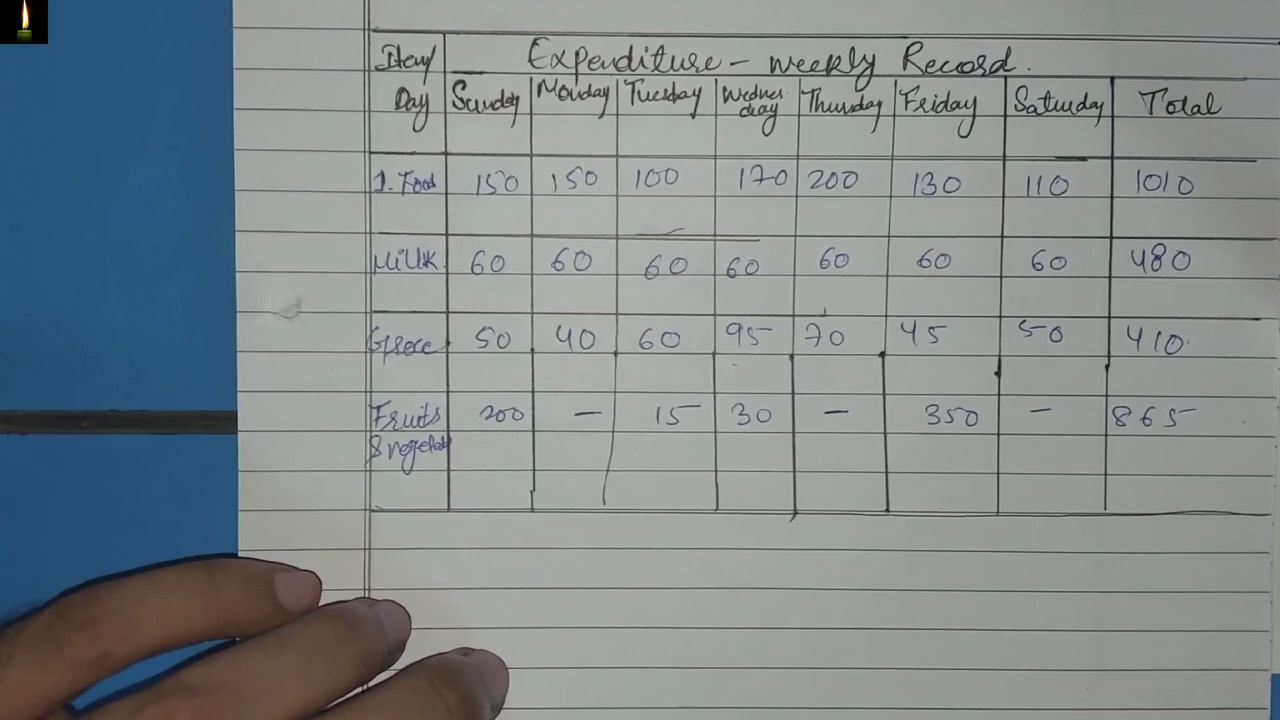 Item/ Expenditure - weekly Record.
Day Sunday Monday Tuesday Wednesday Thursday Friday Saturday Total
1. Food 150 150 100 170 200 130 110 1010
Milk 60 60 60 60 60 60 60 480
Groce 50 40 60 95 70 45 50 410
Fruits 200 — 15 30 — 350 — 865
& vegetab